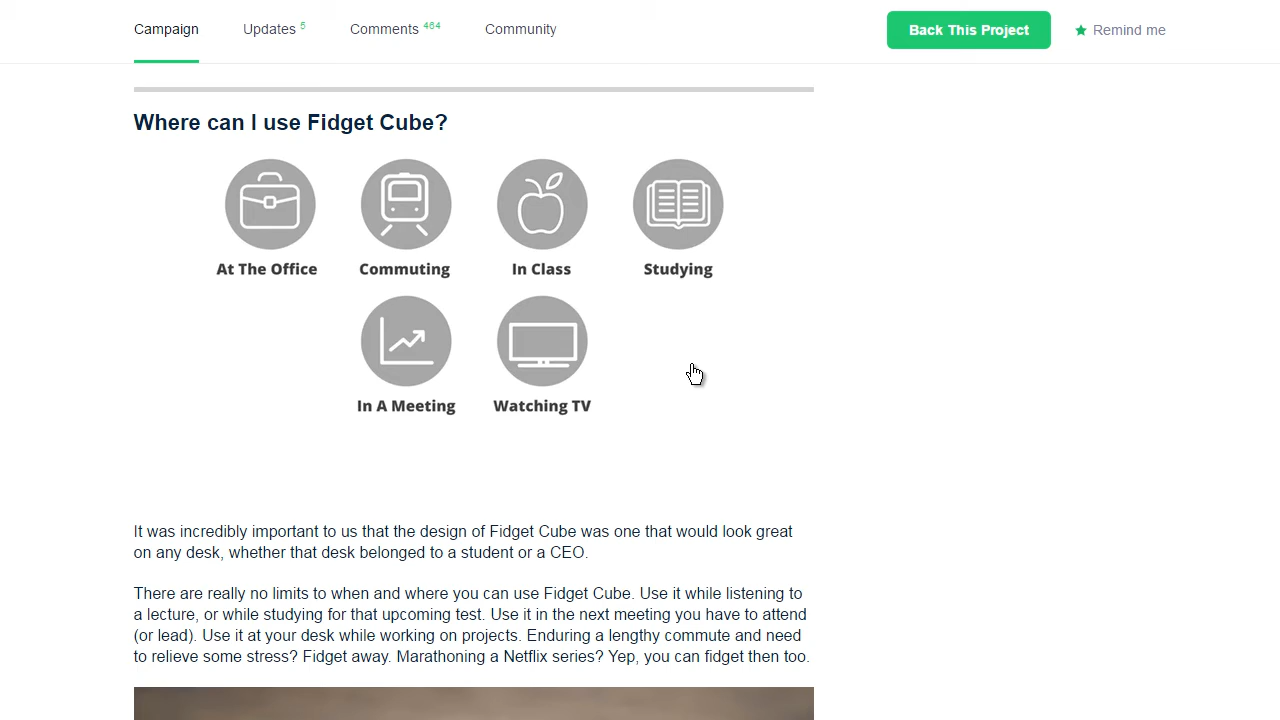 Campaign Updates 5 Comments 464 Community Back This Project Remind me
Where can I use Fidget Cube?
At The Office Commuting In Class Studying
In A Meeting Watching TV
It was incredibly important to us that the design of Fidget Cube was one that would look great
on any desk, whether that desk belonged to a student or a CEO.
There are really no limits to when and where you can use Fidget Cube. Use it while listening to
a lecture, or while studying for that upcoming test. Use it in the next meeting you have to attend
(or lead). Use it at your desk while working on projects. Enduring a lengthy commute and need
to relieve some stress? Fidget away. Marathoning a Netflix series? Yep, you can fidget then too.